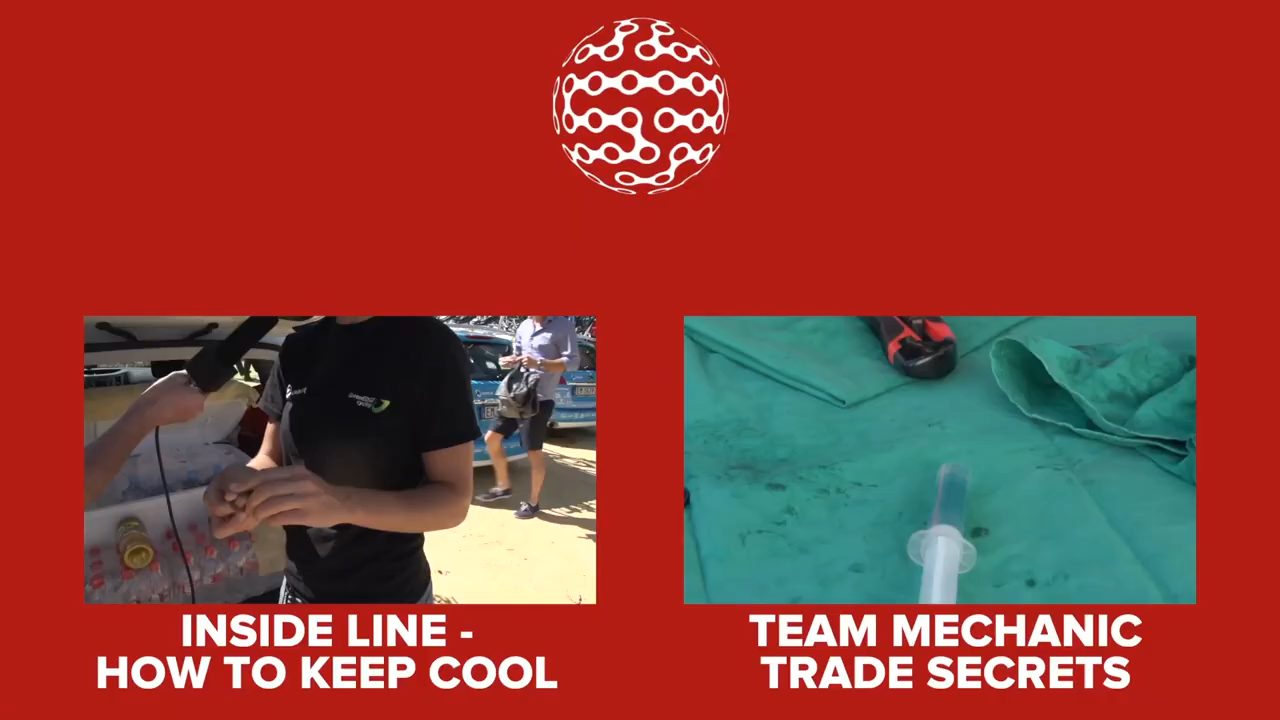 INSIDE LINE -
HOW TO KEEP COOL
TEAM MECHANIC
TRADE SECRETS